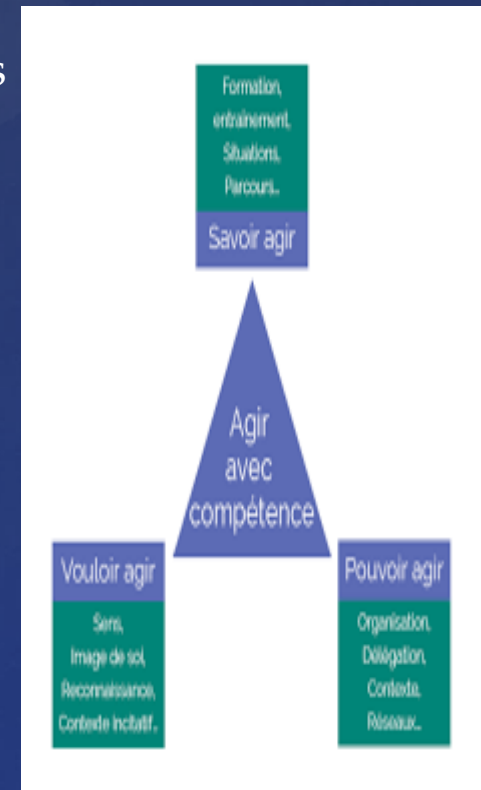 s
Formation,
entrainement,
Situations,
Parcours...
Savoir agir
Agir
avec
compétence
Vouloir agir
Sens,
Image de soi,
Reconnaissance,
Contexte incitatif...
Pouvoir agir
Organisation,
Délégation,
Contexte,
Réseaux...